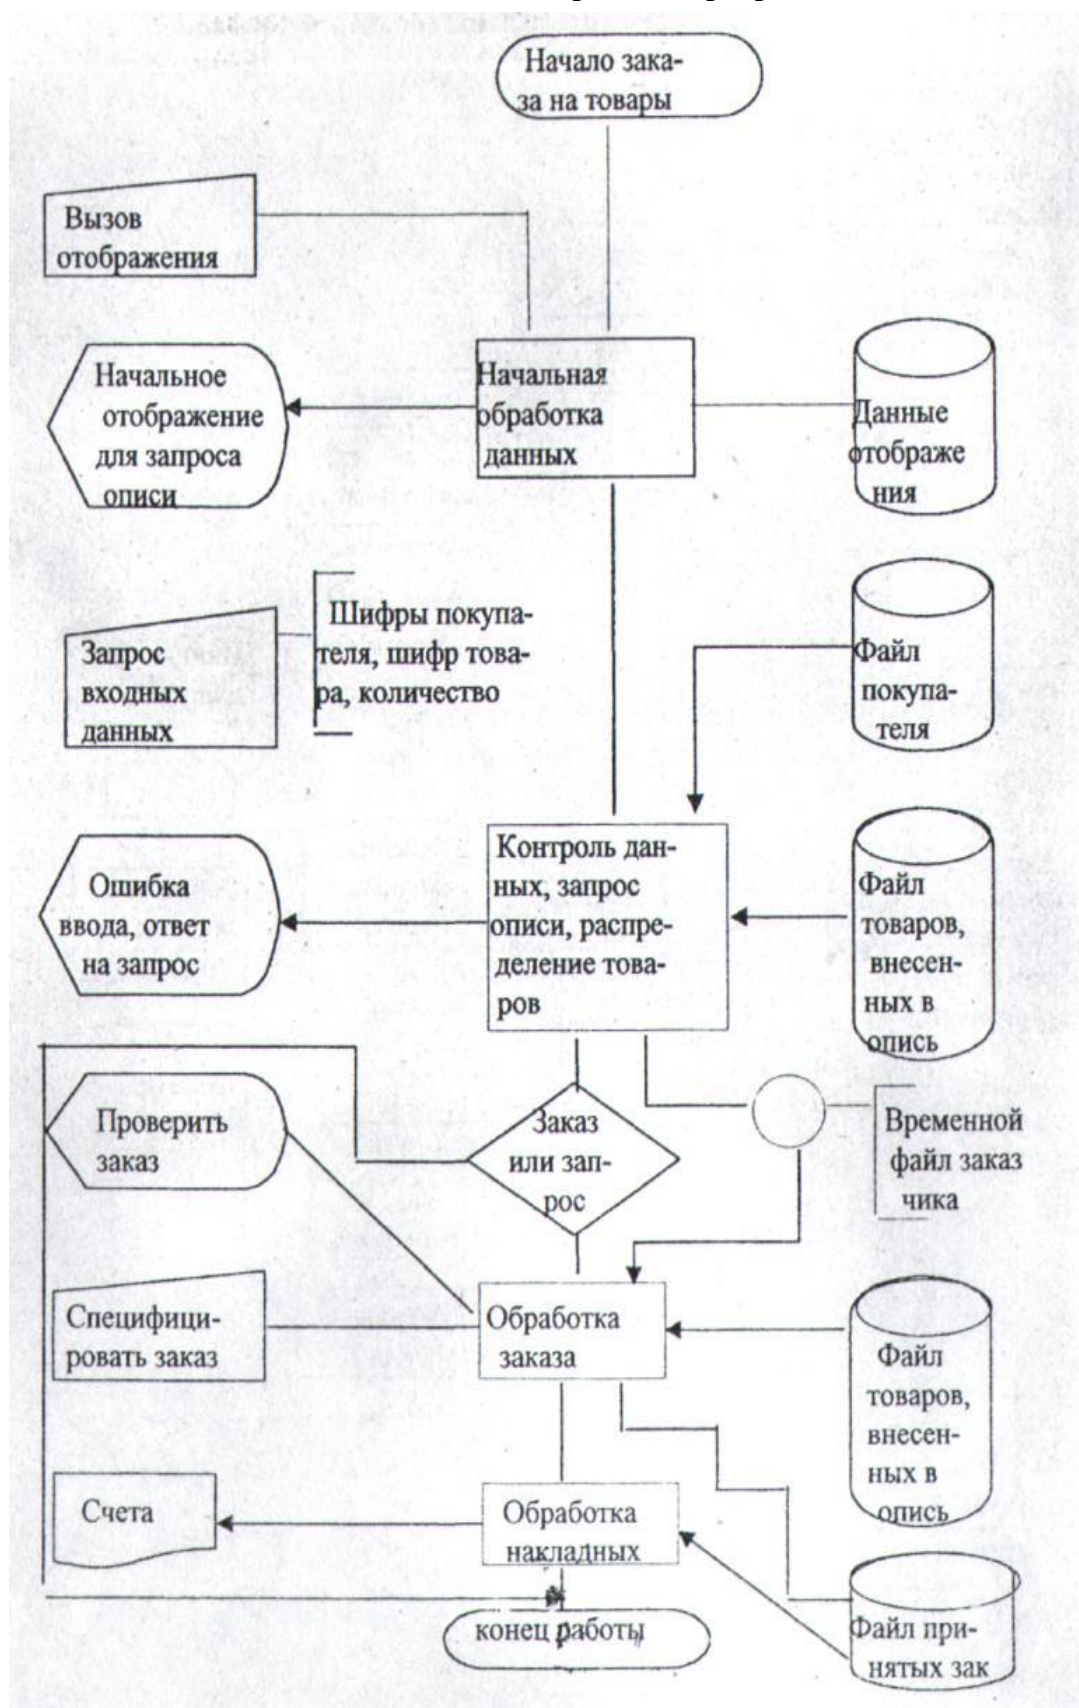 Начало зака-
за на товары
Вызов
отображения
Начальное
отображение
для запроса
описи
Начальная
обработка
данных
Данные
отображе
ния
Запрос
входных
данных
Шифры покупа-
теля, шифр това-
ра, количество
Файл
покупа-
теля
Ошибка
ввода, ответ
на запрос
Контроль дан-
ных, запрос
описи, распре-
деление това-
ров
Файл
товаров,
внесен-
ных в
опись
Проверить
заказ
Заказ
или зап-
рос
Временной
файл заказ
чика
Специфици-
ровать заказ
Обработка
заказа
Файл
товаров,
внесен-
ных в
опись
Счета
Обработка
накладных
конец работы
Файл при-
нятых зак